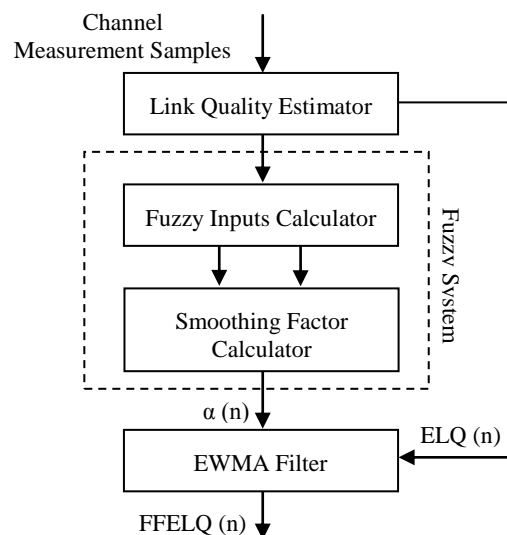 Channel
Measurement Samples
Link Quality Estimator
Fuzzy Inputs Calculator
Fuzzy System
Smoothing Factor
Calculator
α (n)
ELQ (n)
EWMA Filter
FFELQ (n)